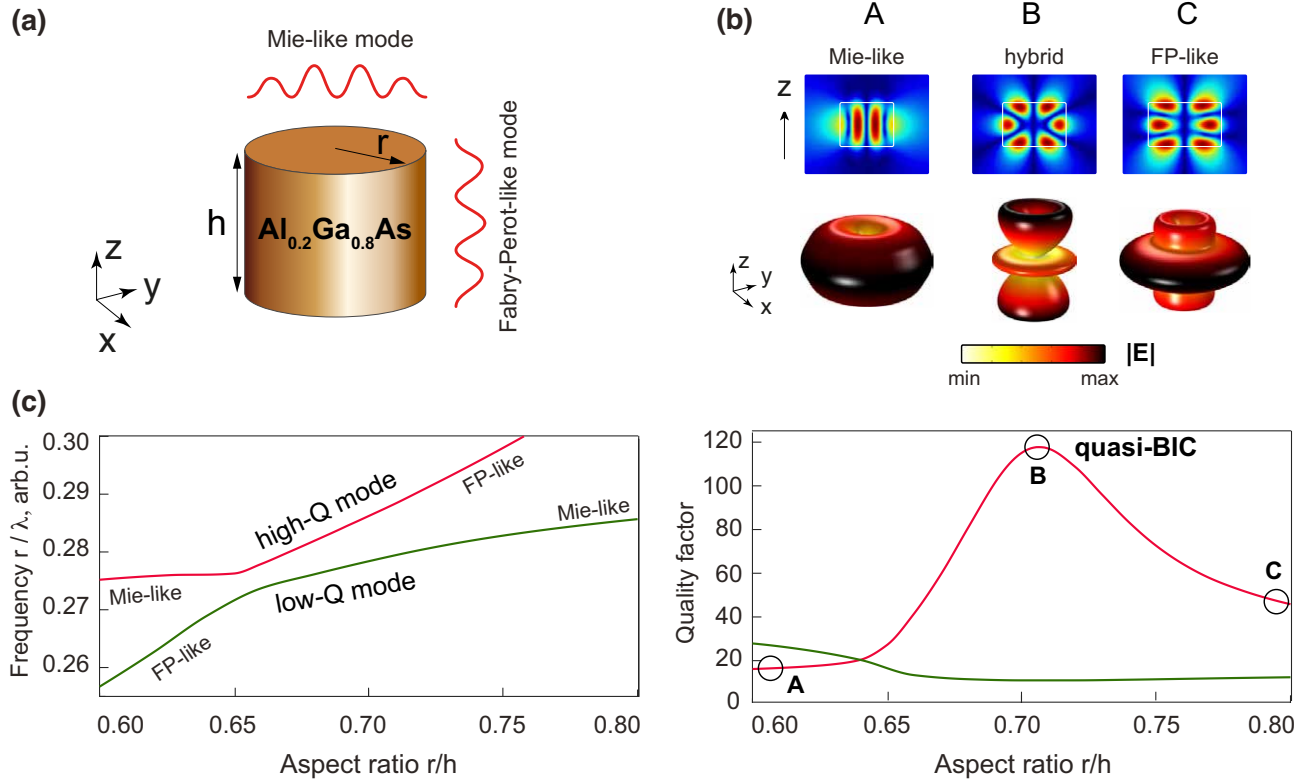 (a)
Mie-like mode
r
h
Al0.2Ga0.8As
Fabry-Perot-like mode
z
y
x
(b)
A B C
Mie-like hybrid FP-like
z
z
y
x
|E|
min max
(c)
Frequency r / λ, arb.u.
0.30
0.29
0.28
0.27
0.26
FP-like
high-Q mode
Mie-like
Mie-like
low-Q mode
FP-like
0.60 0.65 0.70 0.75 0.80
Aspect ratio r/h
Quality factor
120
100
80
60
40
20
0
quasi-BIC
B
C
A
0.60 0.65 0.70 0.75 0.80
Aspect ratio r/h